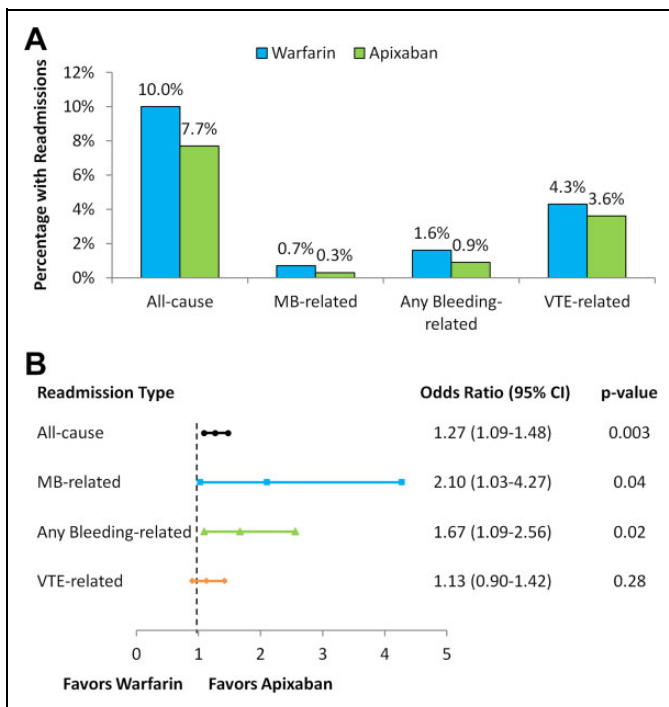 A
Warfarin Apixaban
Percentage with Readmissions
12%
10%
8%
6%
4%
2%
0%
10.0%
7.7%
0.7%
0.3%
1.6%
0.9%
4.3%
3.6%
All-cause
MB-related
Any Bleeding-
related
VTE-related
B
Readmission Type Odds Ratio (95% CI) p-value
All-cause 1.27 (1.09-1.48) 0.003
MB-related 2.10 (1.03-4.27) 0.04
Any Bleeding-related 1.67 (1.09-2.56) 0.02
VTE-related 1.13 (0.90-1.42) 0.28
0 1 2 3 4 5
Favors Warfarin Favors Apixaban